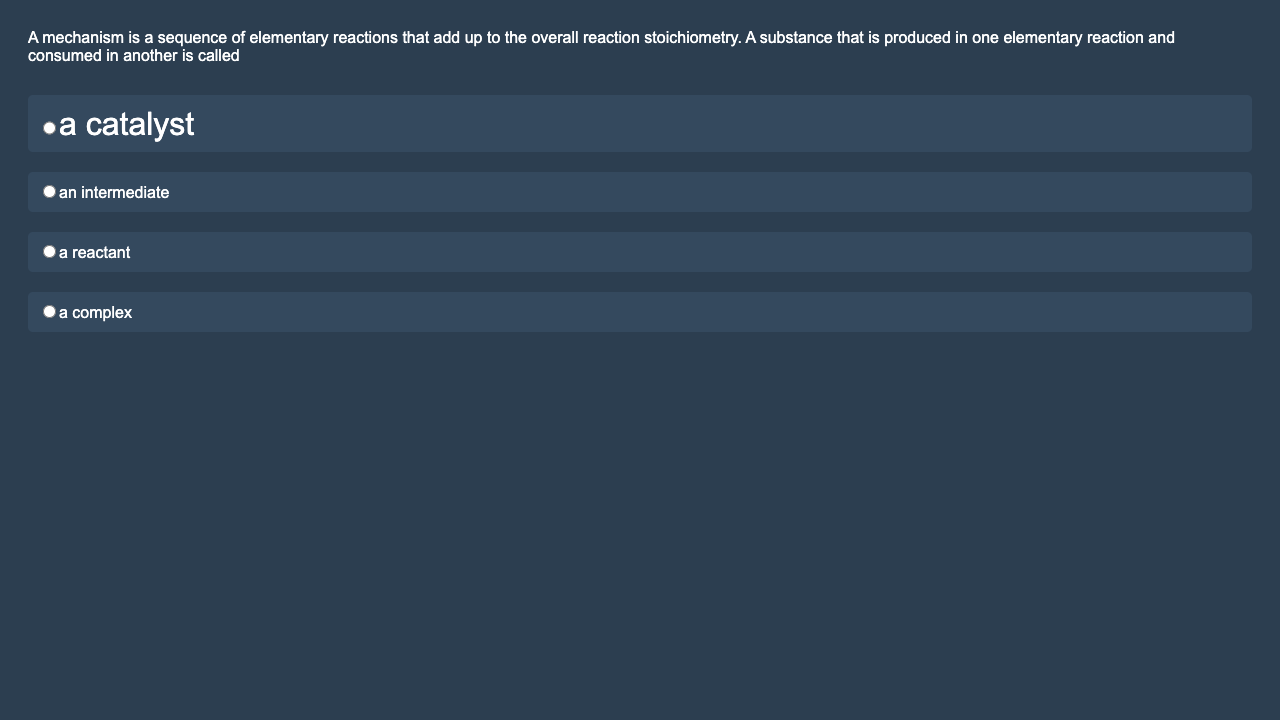 A mechanism is a sequence of elementary reactions that add up to the overall reaction stoichiometry. A substance that is produced in one elementary reaction and
consumed in another is called
a catalyst
an intermediate
a reactant
a complex